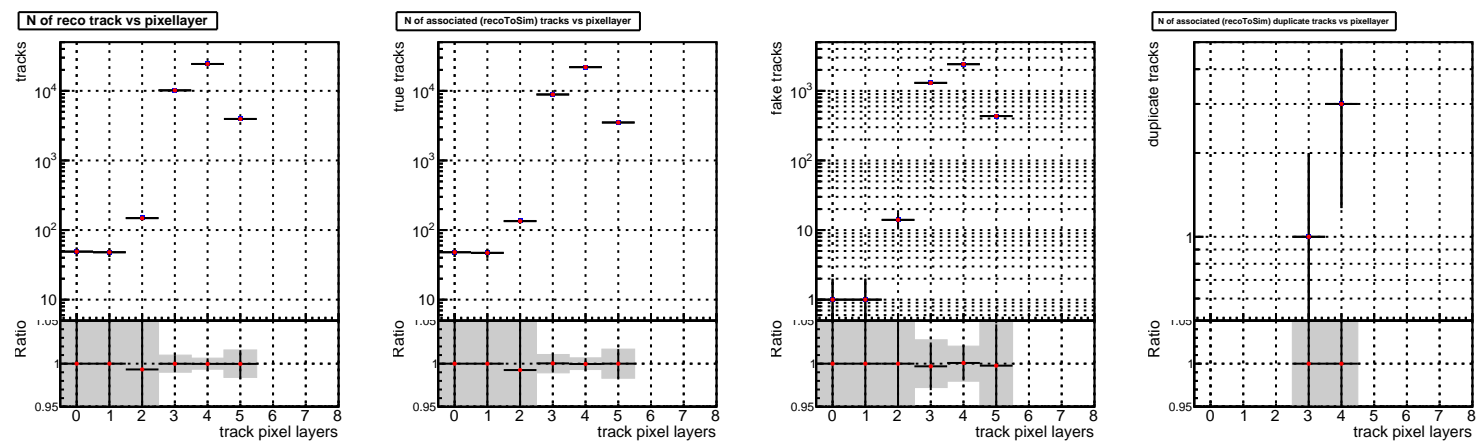 N of reco track vs pixellayer
tracks
10⁴
10³
10²
10
Ratio
1.05
1
0.95
0 1 2 3 4 5 6 7 8
track pixel layers
N of associated (recoToSim) tracks vs pixellayer
true tracks
10⁴
10³
10²
10
Ratio
1.05
1
0.95
0 1 2 3 4 5 6 7 8
track pixel layers
fake tracks
10³
10²
10
1
Ratio
1.05
1
0.95
0 1 2 3 4 5 6 7 8
track pixel layers
N of associated (recoToSim) duplicate tracks vs pixellayer
duplicate tracks
1
Ratio
1.05
1
0.95
0 1 2 3 4 5 6 7 8
track pixel layers